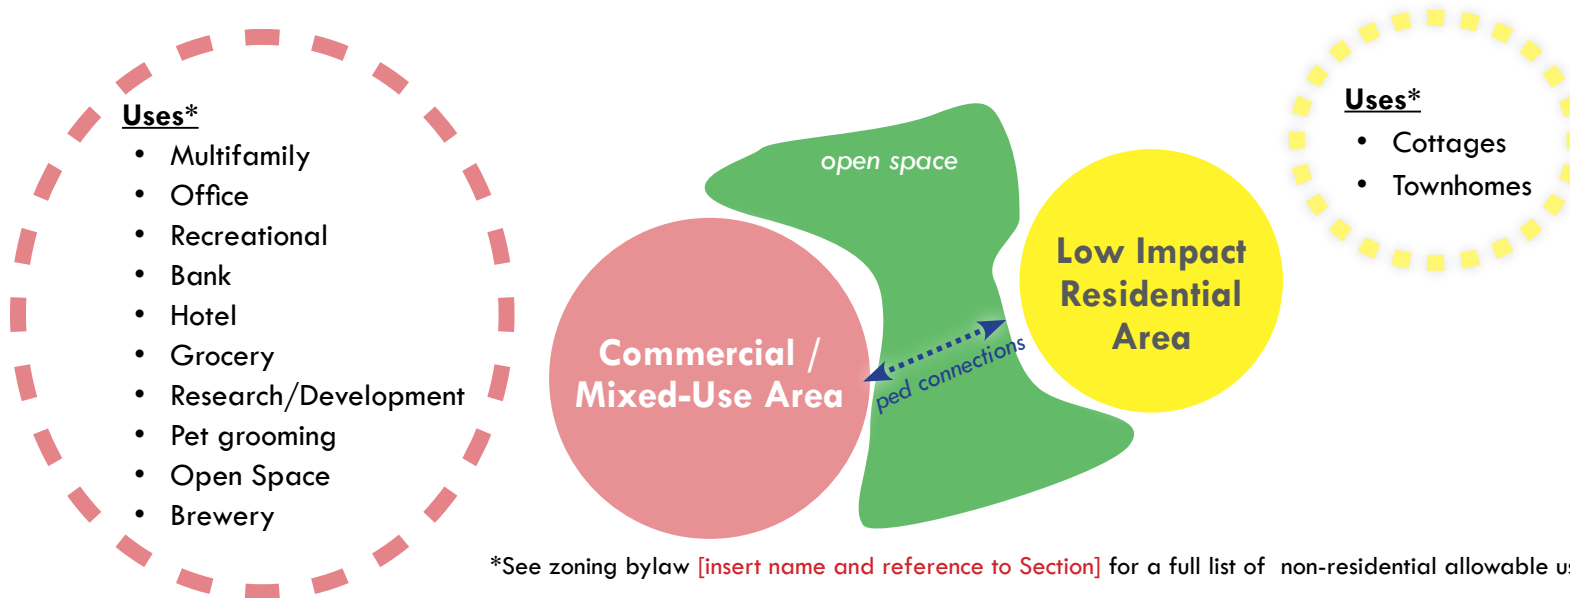 Uses*
• Multifamily
• Office
• Recreational
• Bank
• Hotel
• Grocery
• Research/Development
• Pet grooming
• Open Space
• Brewery
open space
Commercial /
Mixed-Use Area
ped connections
Low Impact
Residential
Area
Uses*
• Cottages
• Townhomes
*See zoning bylaw [insert name and reference to Section] for a full list of non-residential allowable